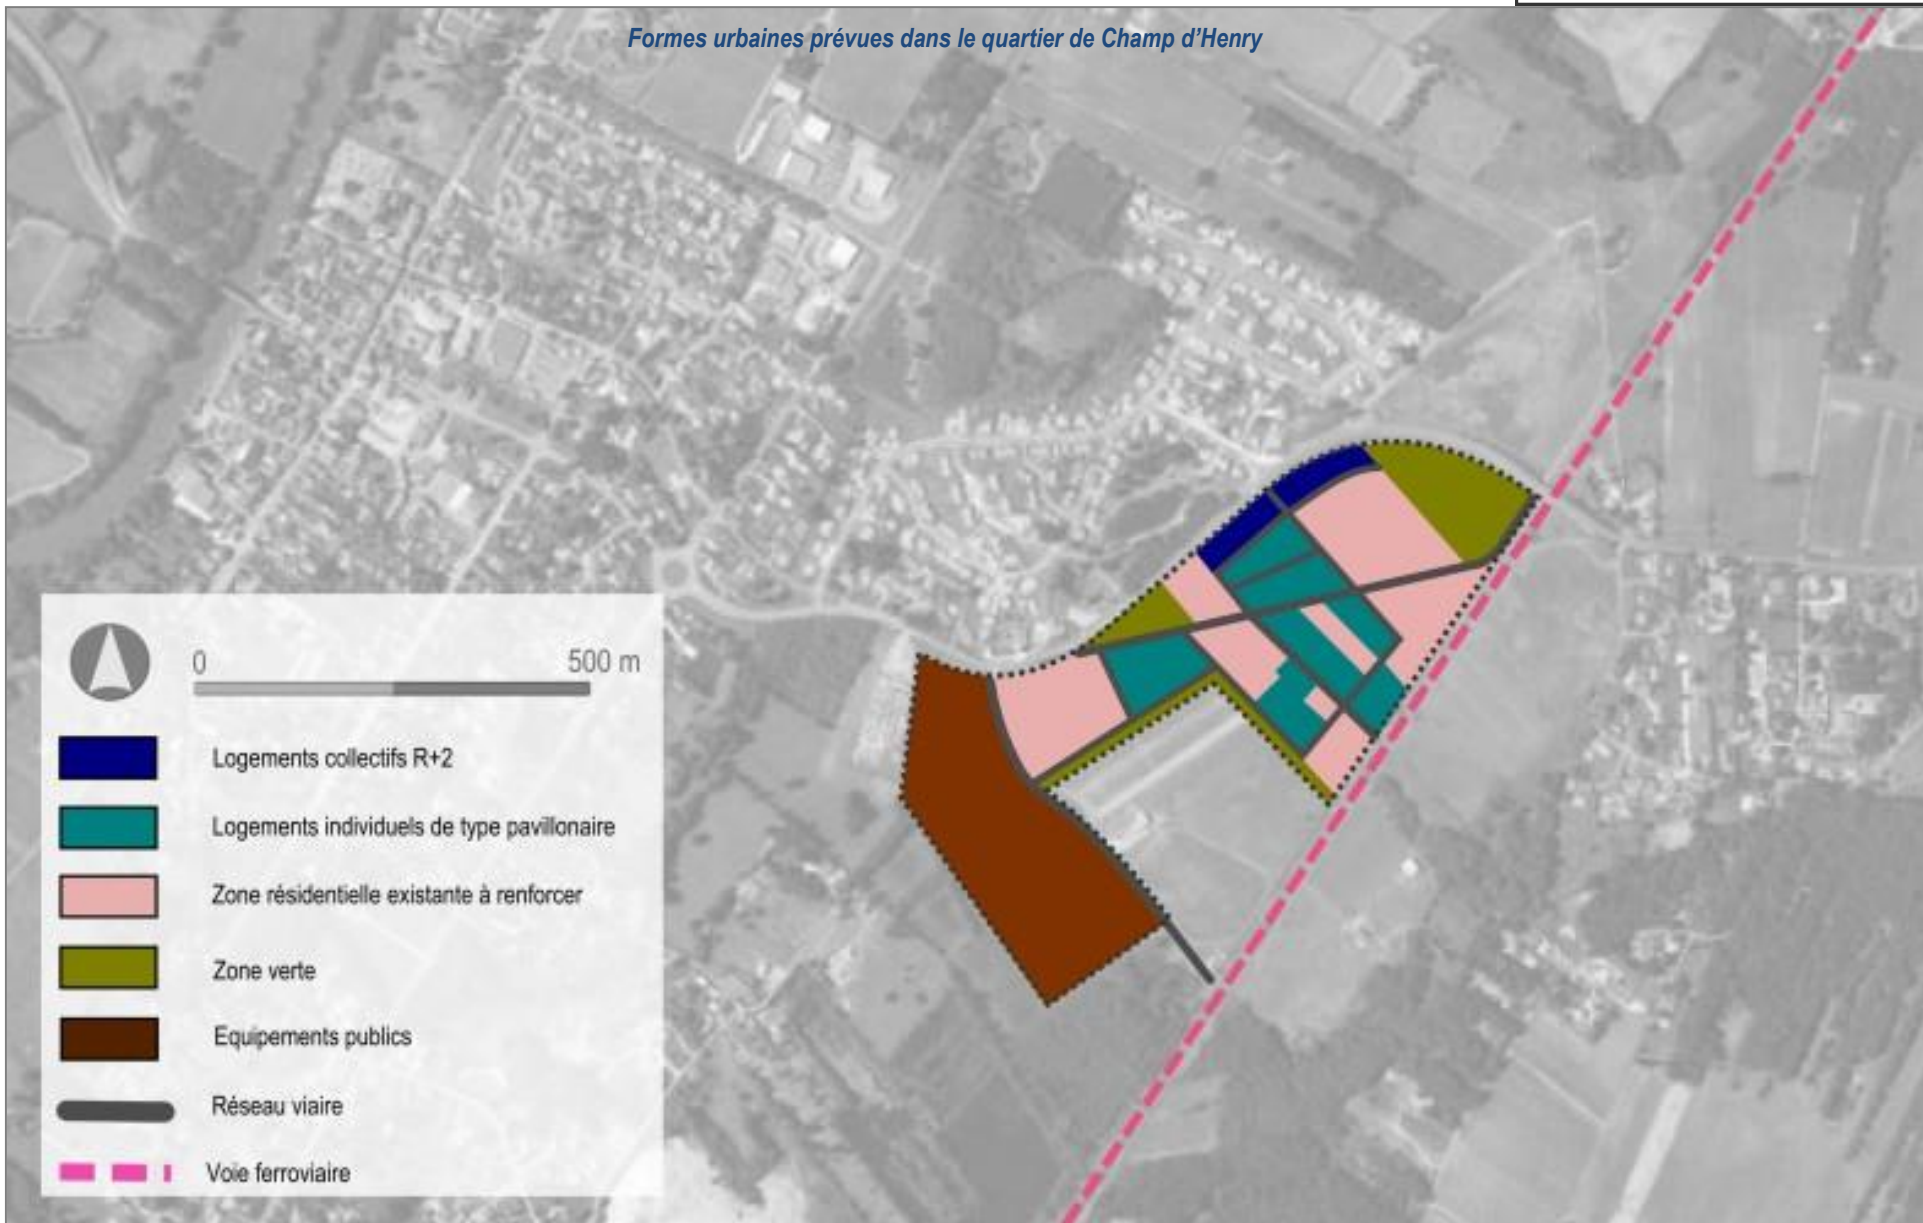 Formes urbaines prévues dans le quartier de Champ d'Henry
0 500 m
Logements collectifs R+2
Logements individuels de type pavillonaire
Zone résidentielle existante à renforcer
Zone verte
Equipements publics
Réseau viaire
Voie ferroviaire